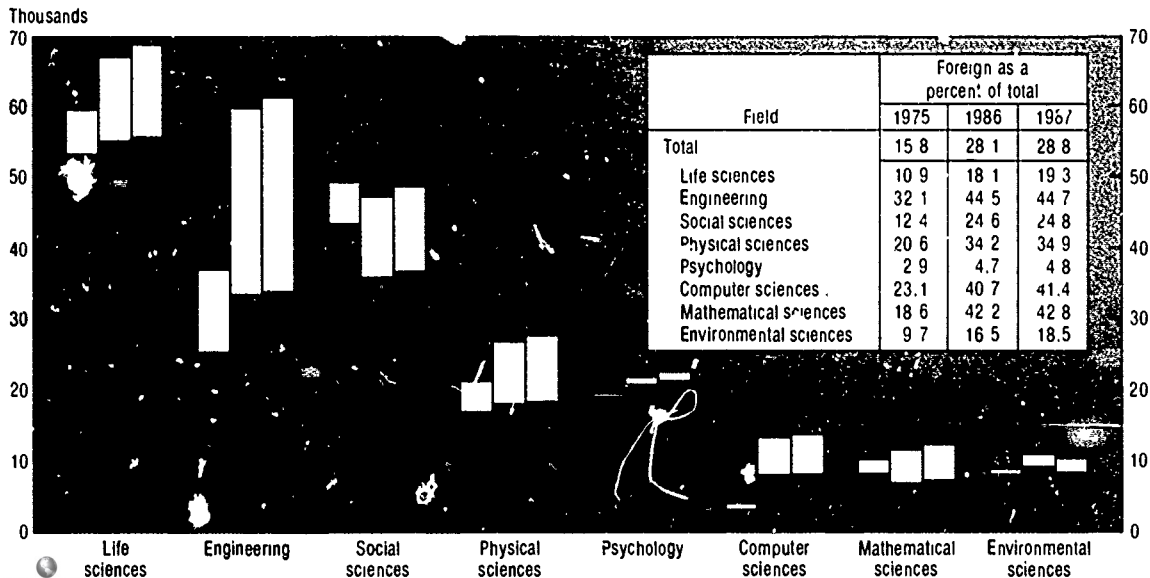 Thousands
70 70
60 60
50 50
40 40
30 30
20 20
10 10
0 0
Field Foreign as a
percent of total
1975 1986 1987
Total 15 8 28 1 28 8
Life sciences 10 9 18 1 19 3
Engineering 32 1 44 5 44 7
Social sciences 12 4 24 6 24 8
Physical sciences 20 6 34 2 34 9
Psychology 2 9 4.7 4 8
Computer sciences . 23.1 40 7 41.4
Mathematical sciences 18 6 42 2 42 8
Environmental sciences 9 7 16 5 18.5
Life
sciences
Engineering
Social
sciences
Physical
sciences
Psychology
Computer
sciences
Mathematical
sciences
Environmental
sciences